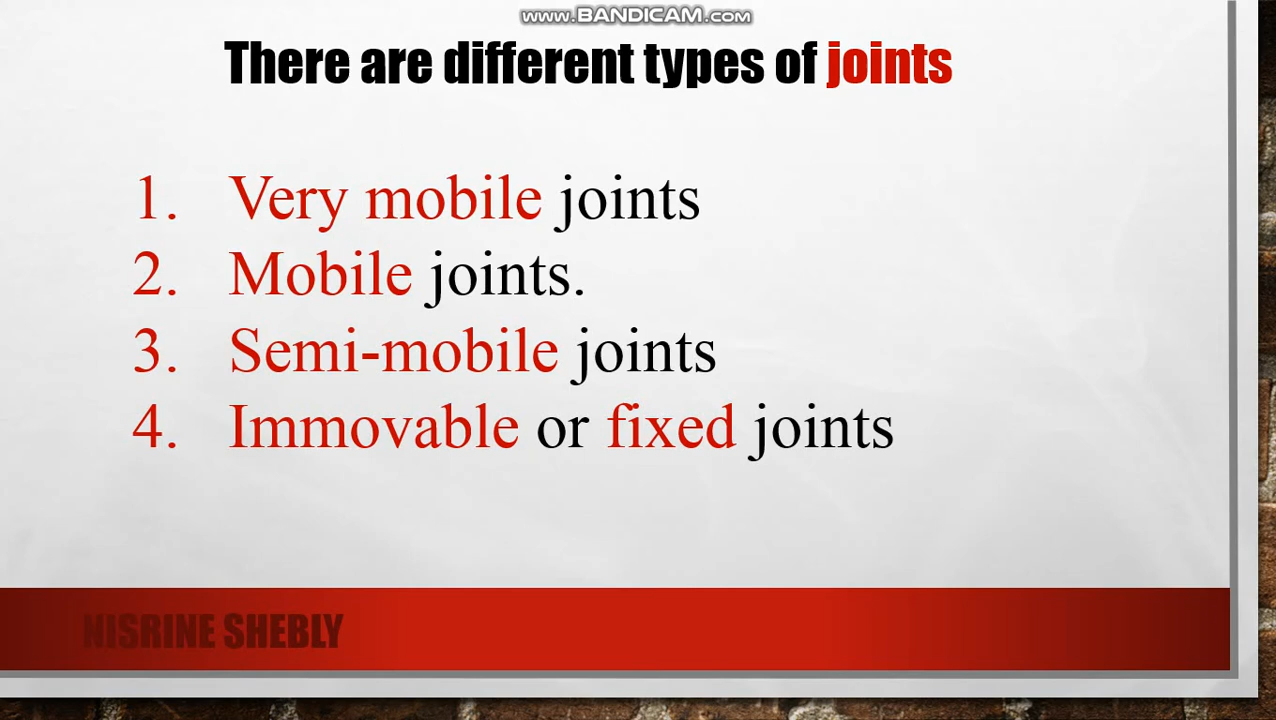 www.BANDICAM.com
There are different types of joints
1. Very mobile joints
2. Mobile joints.
3. Semi-mobile joints
4. Immovable or fixed joints
NISRINE SHEBLY